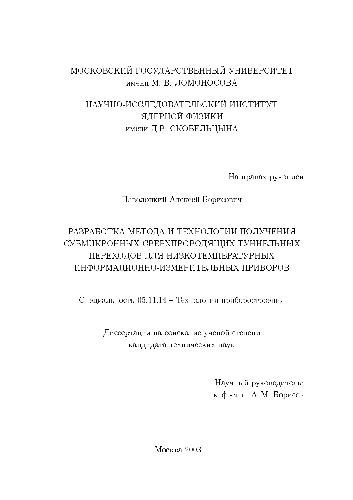 МОСКОВСКИЙ ГОСУДАРСТВЕННЫЙ УНИВЕРСИТЕТ
имени М. В. ЛОМОНОСОВА
НАУЧНО-ИССЛЕДОВАТЕЛЬСКИЙ ИНСТИТУТ
ЯДЕРНОЙ ФИЗИКИ
имени Д.В. СКОБЕЛЬЦЫНА
На правах рукописи
Паволоцкий Алексей Борисович
РАЗРАБОТКА МЕТОДА И ТЕХНОЛОГИИ ПОЛУЧЕНИЯ
СУБМИКРОННЫХ СВЕРХПРОВОДЯЩИХ ТУННЕЛЬНЫХ
ПЕРЕХОДОВ ДЛЯ НИЗКОТЕМПЕРАТУРНЫХ
ИНФОРМАЦИОННО-ИЗМЕРИТЕЛЬНЫХ ПРИБОРОВ
Специальность 05.11.14 – Технология приборостроения
Диссертация на соискание ученой степени
кандидата технических наук
Научный руководитель:
А. М. Борисов
Москва 2003